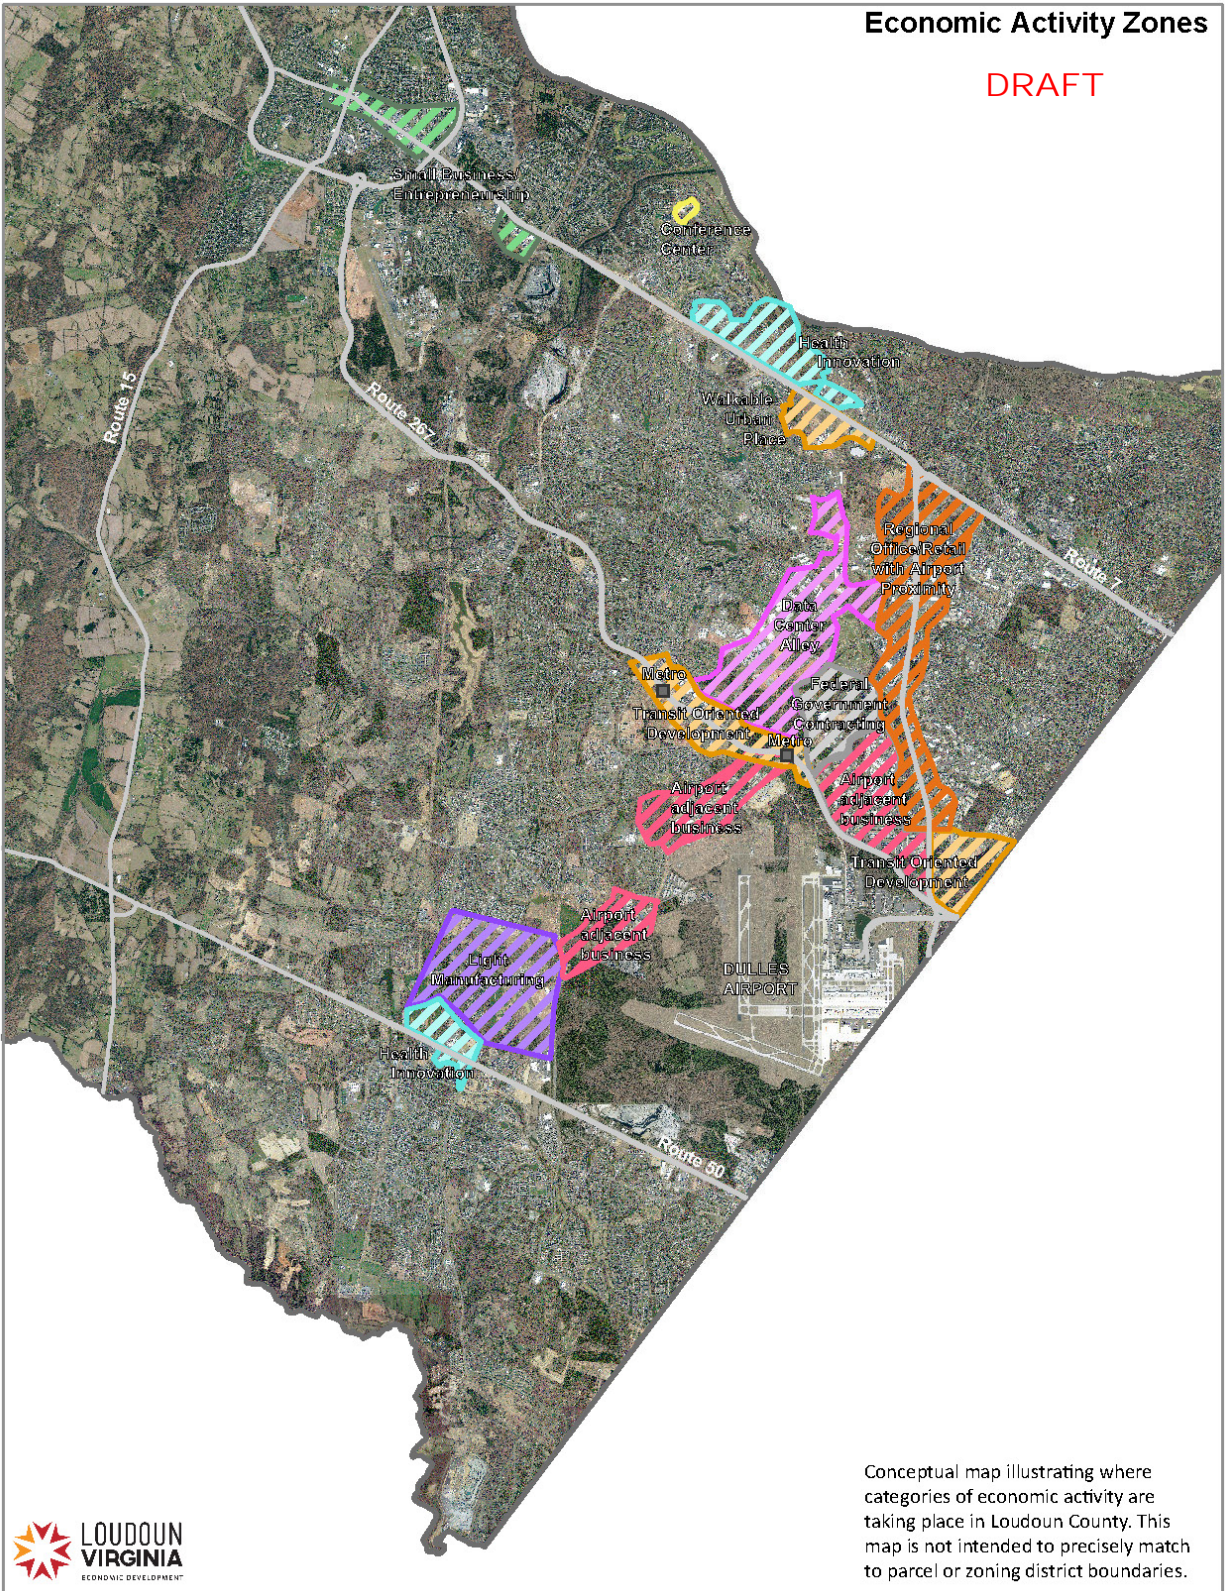 Economic Activity Zones
DRAFT
Small Business/
Entrepreneurship
Conference
Center
Health
Innovation
Walkable
Urban
Place
Route 15
Route 267
Regional
Office/Retail
with Airport
Proximity
Route 7
Data
Center
Alley
Metro
Federal
Government
Contracting
Transit Oriented
Development
Metro
Airport
adjacent
business
Airport
adjacent
business
Transit Oriented
Development
Airport
adjacent
business
Light
Manufacturing
DULLES
AIRPORT
Health
Innovation
Route 50
Conceptual map illustrating where
categories of economic activity are
taking place in Loudoun County. This
map is not intended to precisely match
to parcel or zoning district boundaries.
LOUDOUN
VIRGINIA
ECONOMIC DEVELOPMENT